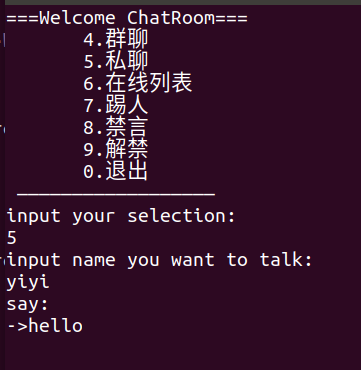 ===Welcome ChatRoom===
4.群聊
5.私聊
6.在线列表
7.踢人
8.禁言
9.解禁
0.退出
__________________
input your selection:
5
input name you want to talk:
yiyi
say:
->hello